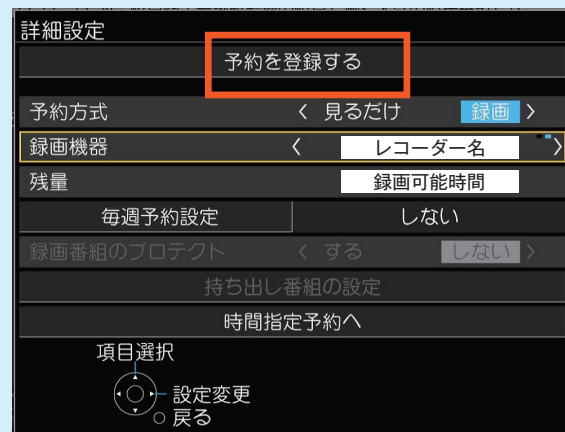 詳細設定
予約を登録する
予約方式 〈 見るだけ 録画 〉
録画機器 〈 レコーダー名 〉
残量 録画可能時間
毎週予約設定 しない
録画番組のプロテクト 〈 する しない 〉
持ち出し番組の設定
時間指定予約へ
項目選択
設定変更
戻る